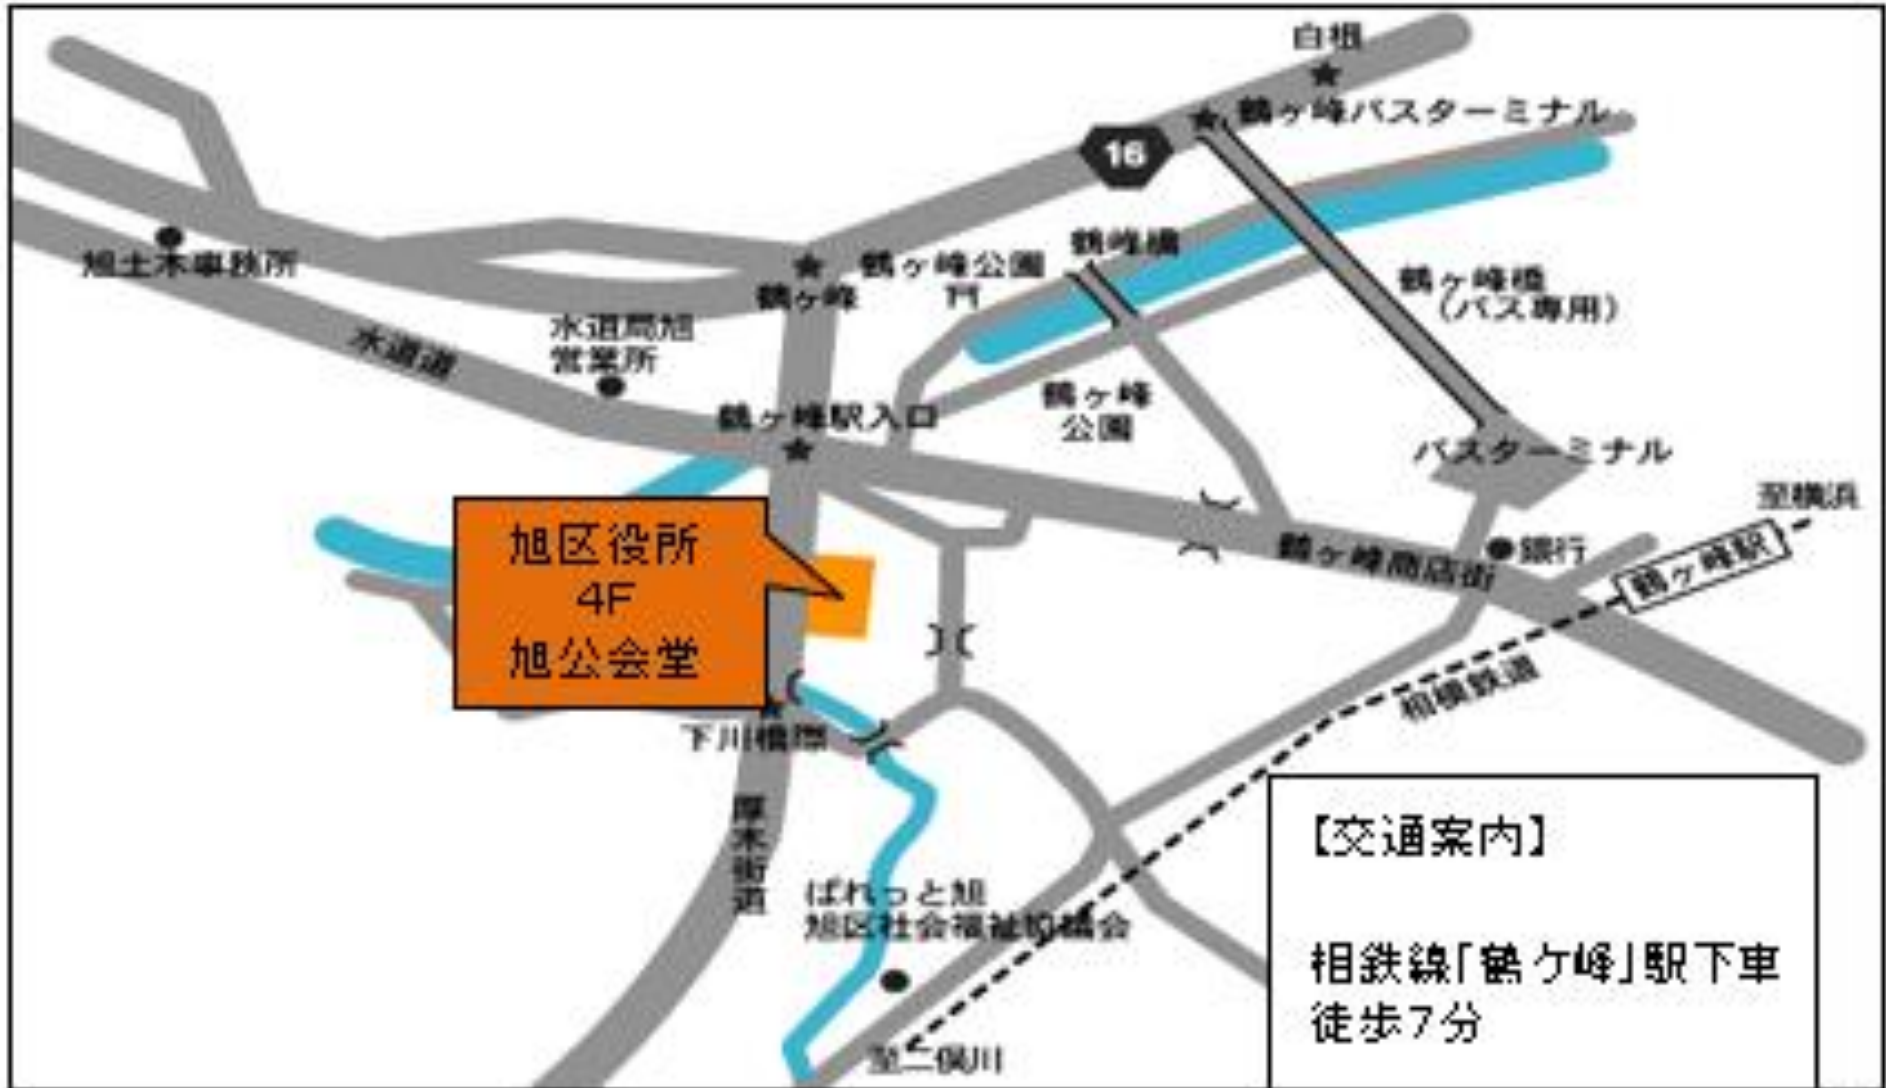 白根
鶴ヶ峰バスターミナル
16
鶴峰橋
旭土木事務所
鶴ヶ峰
鶴ヶ峰公園
鶴ヶ峰橋
(バス専用)
水道道
水道局旭
営業所
鶴ヶ峰駅入口
鶴ヶ峰
公園
バスターミナル
至横浜
旭区役所
4F
旭公会堂
鶴ヶ峰商店街
銀行
鶴ヶ峰駅
相模鉄道
下川橋際
厚木街道
ぱれっと旭
旭区社会福祉協議会
至二俣川
【交通案内】
相鉄線「鶴ケ峰」駅下車
徒歩7分